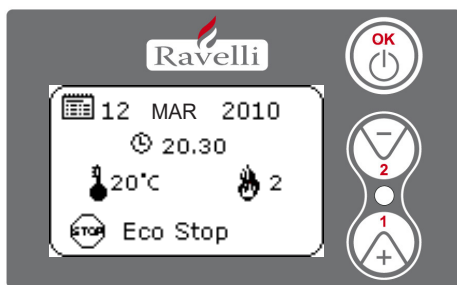 Ravelli
12 MAR 2010
20.30
20°C 2
STOP Eco Stop
OK
−
2
1
+